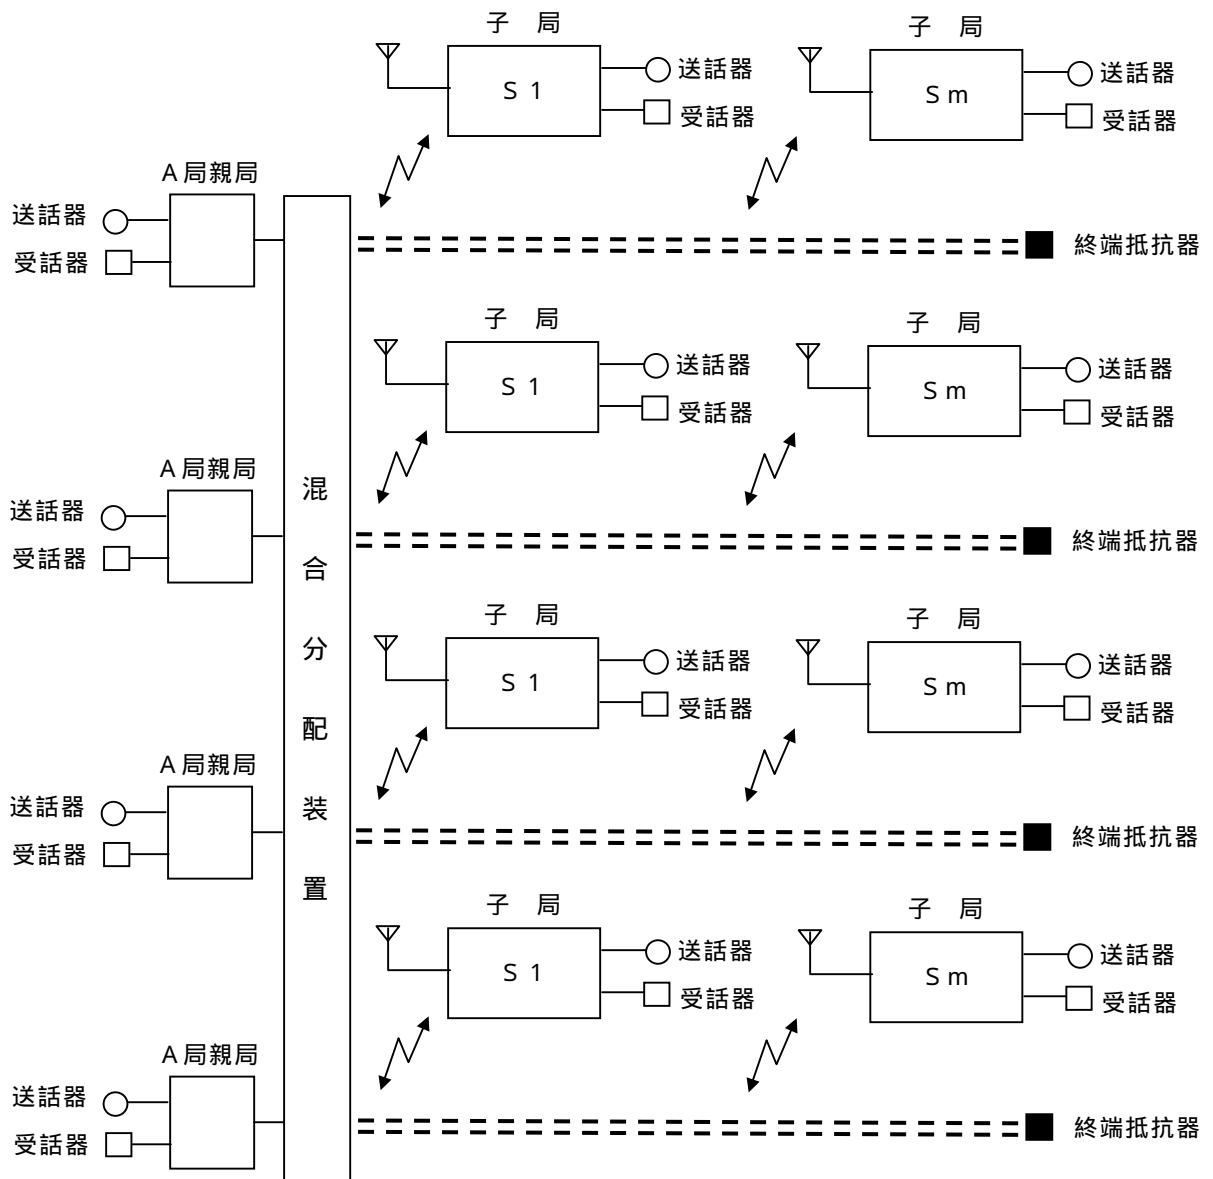 子 局
子 局
S 1
送話器
受話器
S m
送話器
受話器
A局親局
送話器
受話器
終端抵抗器
子 局
子 局
S 1
送話器
受話器
S m
送話器
受話器
A局親局
送話器
受話器
終端抵抗器
混合分配装置
子 局
子 局
S 1
送話器
受話器
S m
送話器
受話器
A局親局
送話器
受話器
終端抵抗器
子 局
子 局
S 1
送話器
受話器
S m
送話器
受話器
A局親局
送話器
受話器
終端抵抗器